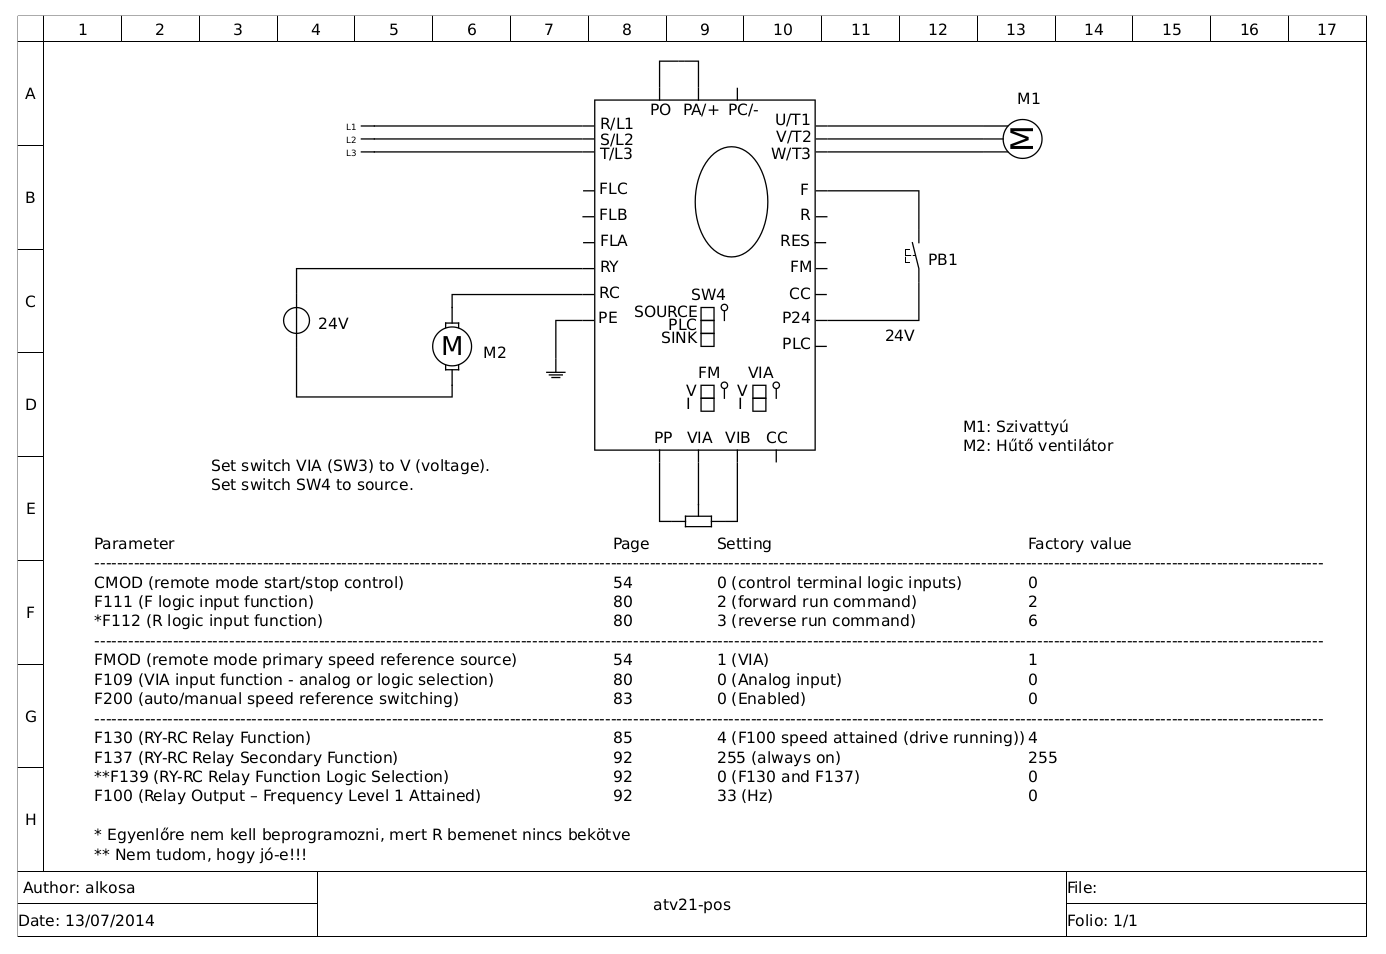 1 2 3 4 5 6 7 8 9 10 11 12 13 14 15 16 17
A
M1
PO PA/+ PC/-
L1 R/L1 U/T1 M
L2 S/L2 V/T2
L3 T/L3 W/T3
B
FLC F
FLB R
FLA RES
PB1
RY FM
C
RC SW4 CC
SOURCE
24V PE PLC P24
SINK 24V
M M2 PLC
FM VIA
V V
D
I I
M1: Szivattyú
PP VIA VIB CC M2: Hűtő ventilátor
Set switch VIA (SW3) to V (voltage).
Set switch SW4 to source.
E
Parameter Page Setting Factory value
CMOD (remote mode start/stop control) 54 0 (control terminal logic inputs) 0
F111 (F logic input function) 80 2 (forward run command) 2
F
*F112 (R logic input function) 80 3 (reverse run command) 6
FMOD (remote mode primary speed reference source) 54 1 (VIA) 1
F109 (VIA input function - analog or logic selection) 80 0 (Analog input) 0
F200 (auto/manual speed reference switching) 83 0 (Enabled) 0
G
F130 (RY-RC Relay Function) 85 4 (F100 speed attained (drive running)) 4
F137 (RY-RC Relay Secondary Function) 92 255 (always on) 255
**F139 (RY-RC Relay Function Logic Selection) 92 0 (F130 and F137) 0
F100 (Relay Output – Frequency Level 1 Attained) 92 33 (Hz) 0
H
* Egyenlőre nem kell beprogramozni, mert R bemenet nincs bekötve
** Nem tudom, hogy jó-e!!!
Author: alkosa
Date: 13/07/2014
atv21-pos
File:
Folio: 1/1